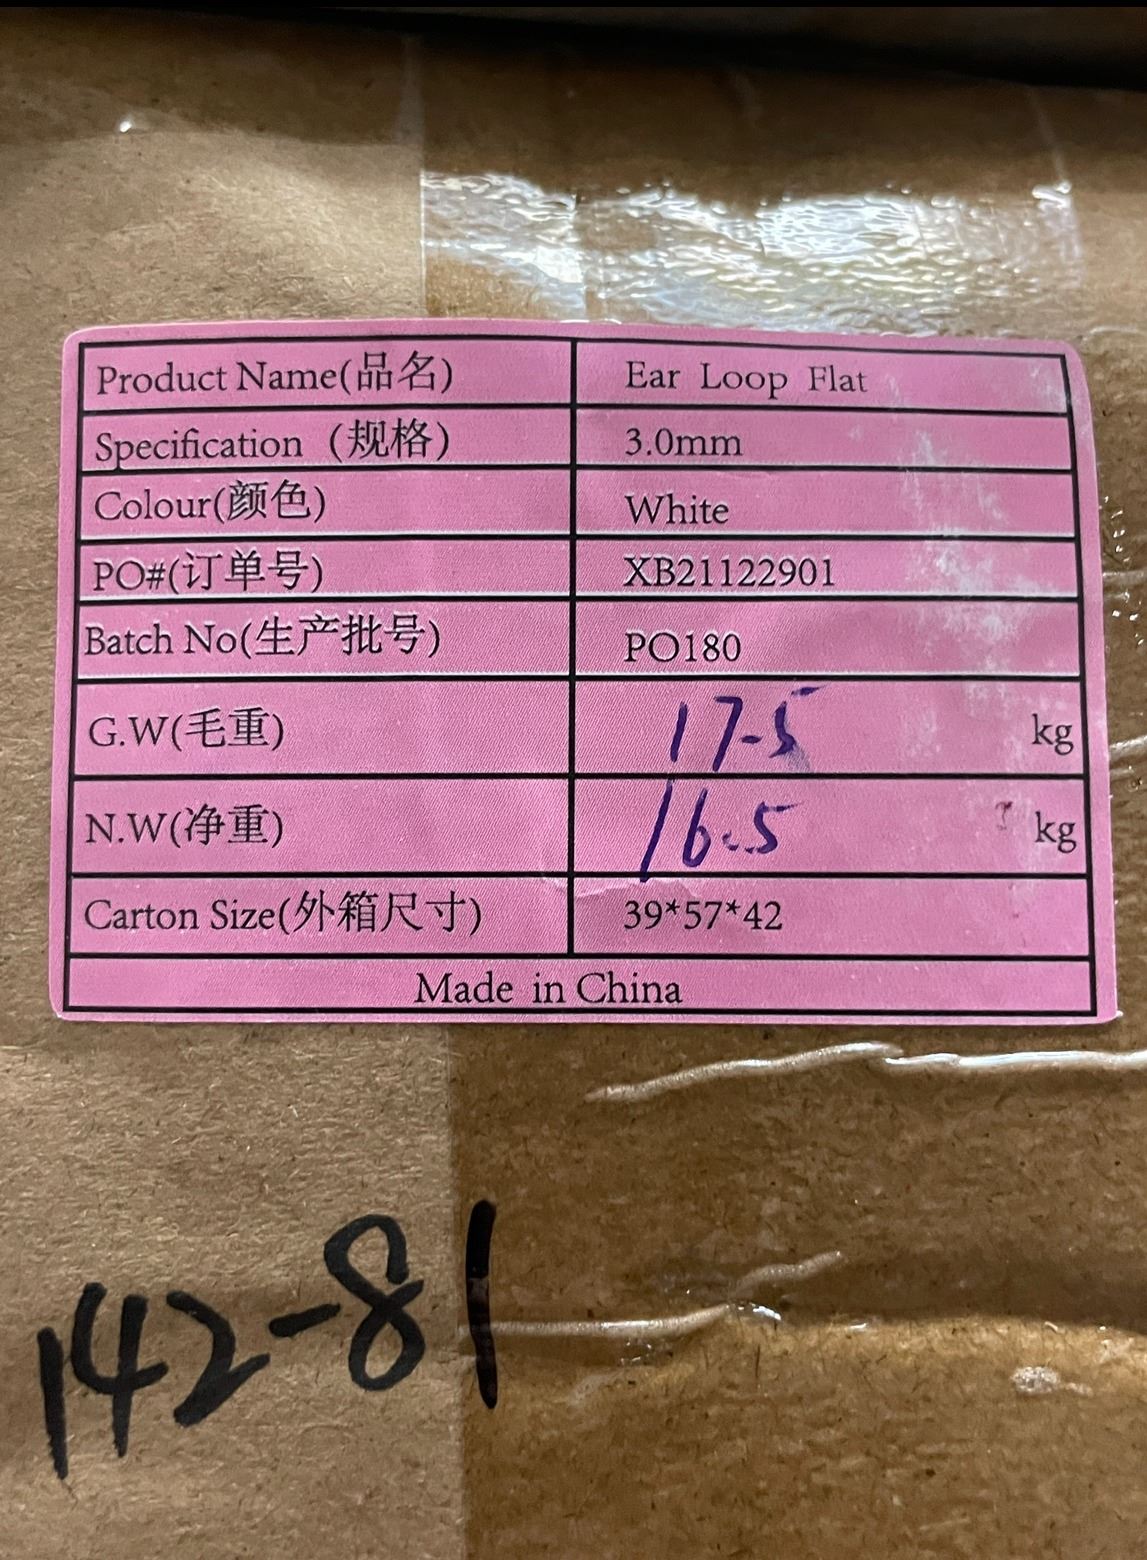 Product Name(品名) Ear Loop Flat
Specification (规格) 3.0mm
Colour(颜色) White
PO#(订单号) XB21122901
Batch No(生产批号) PO180
G.W(毛重) 17-5 kg
N.W(净重) 16.5 kg
Carton Size(外箱尺寸) 39*57*42
Made in China
142-81